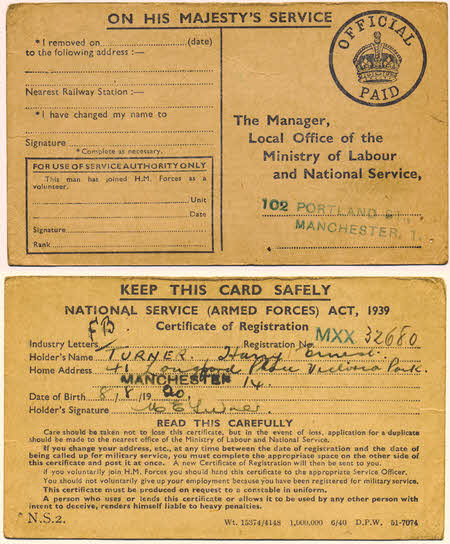 ON HIS MAJESTY'S SERVICE
* I removed on (date)
to the following address :—
Nearest Railway Station :—
* I have changed my name to
Signature
* Complete as necessary.
FOR USE OF SERVICE AUTHORITY ONLY
This man has joined H.M. Forces as a
volunteer.
Unit
Date
Signature
Rank
OFFICIAL
PAID
The Manager,
Local Office of the
Ministry of Labour
and National Service,
102 PORTLAND ST.
MANCHESTER, 1.
KEEP THIS CARD SAFELY
NATIONAL SERVICE (ARMED FORCES) ACT, 1939
Certificate of Registration
Industry Letters FB. Registration No. MXX 32680
Holder's Name TURNER. Harry Ernest.
Home Address 41 Longford Place Victoria Park.
MANCHESTER 14.
Date of Birth 8/8/1920.
Holder's Signature H E Turner
READ THIS CAREFULLY
Care should be taken not to lose this certificate, but in the event of loss, application for a duplicate
should be made to the nearest office of the Ministry of Labour and National Service.
If you change your address, etc., at any time between the date of registration and the date of
being called up for military service, you must complete the appropriate space on the other side of
this certificate and post it at once. A new Certificate of Registration will then be sent to you.
If you voluntarily join H.M. Forces you should hand this certificate to the appropriate Service Officer.
You should not voluntarily give up your employment because you have been registered for military service.
This certificate must be produced on request to a constable in uniform.
A person who uses or lends this certificate or allows it to be used by any other person with
intent to deceive, renders himself liable to heavy penalties.
N.S.2. Wt. 15374/4148 1,000,000 6/40 D.P.W. 51-7074